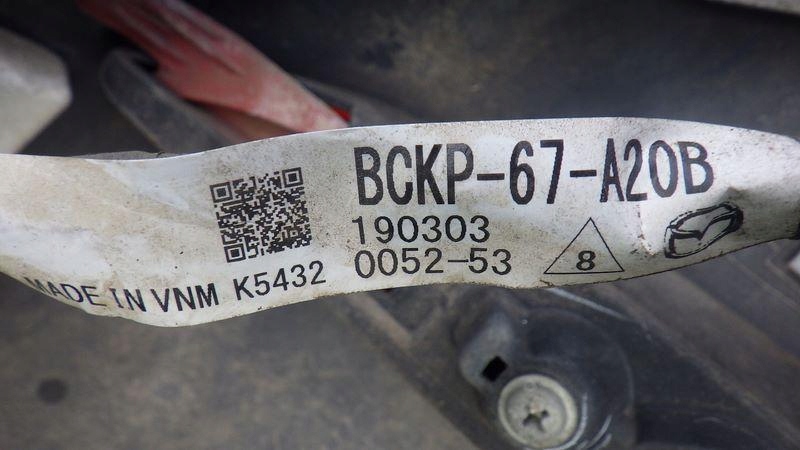 BCKP-67-A20B
190303
0052-53
8
MADE IN VNM K5432